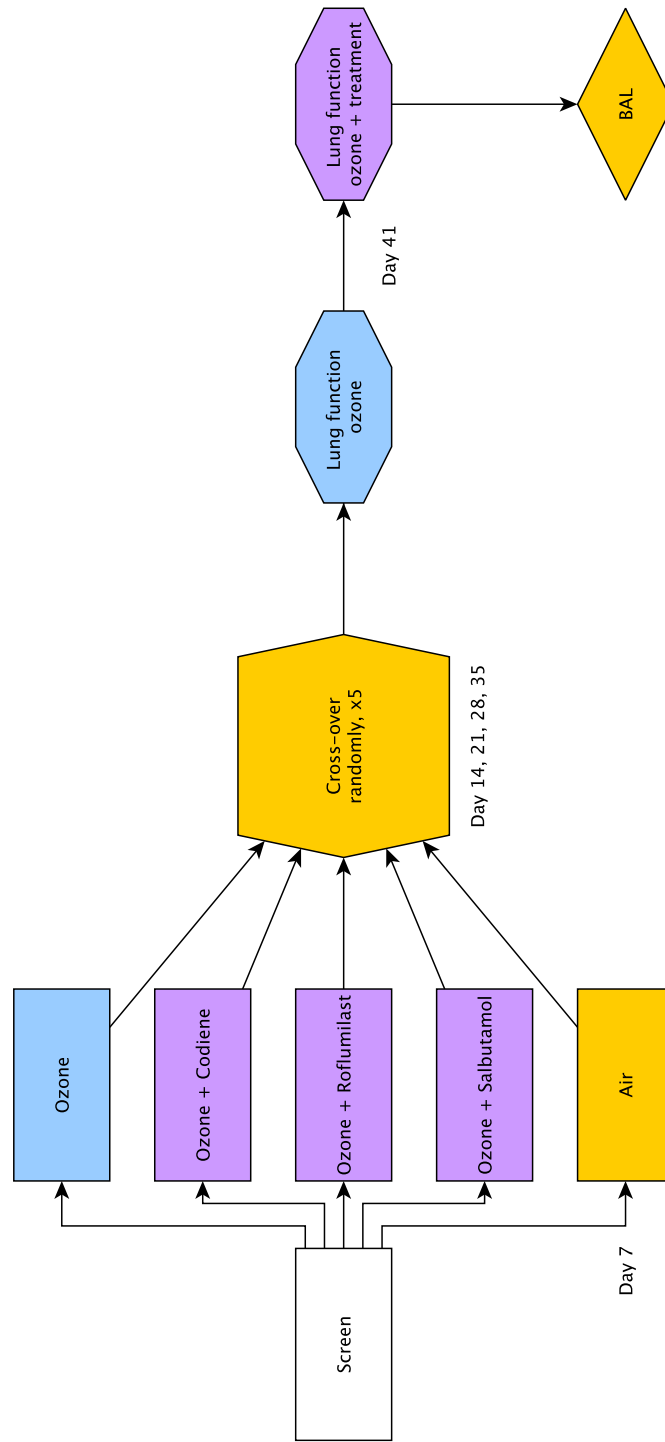 Screen
Day 7
Ozone
Ozone + Codiene
Ozone + Roflumilast
Ozone + Salbutamol
Air
Cross-over
randomly, x5
Day 14, 21, 28, 35
Lung function
ozone
Day 41
Lung function
ozone + treatment
BAL